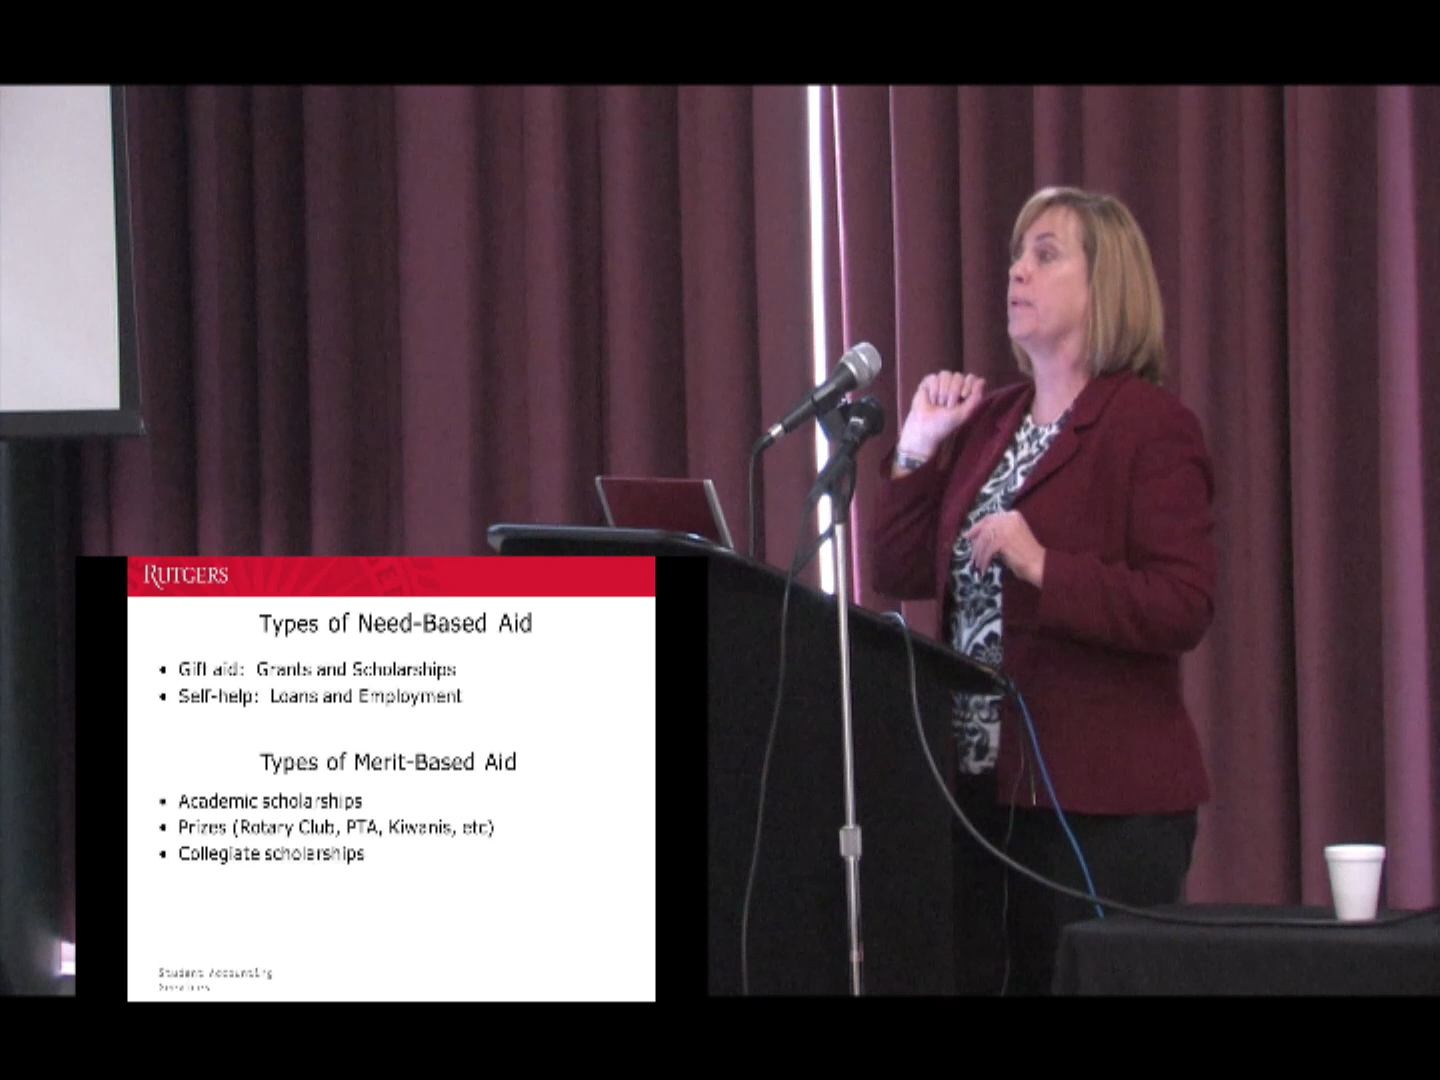 RUTGERS
Types of Need-Based Aid
• Gift aid: Grants and Scholarships
• Self-help: Loans and Employment
Types of Merit-Based Aid
• Academic scholarships
• Prizes (Rotary Club, PTA, Kiwanis, etc)
• Collegiate scholarships
Student Accounting
Services